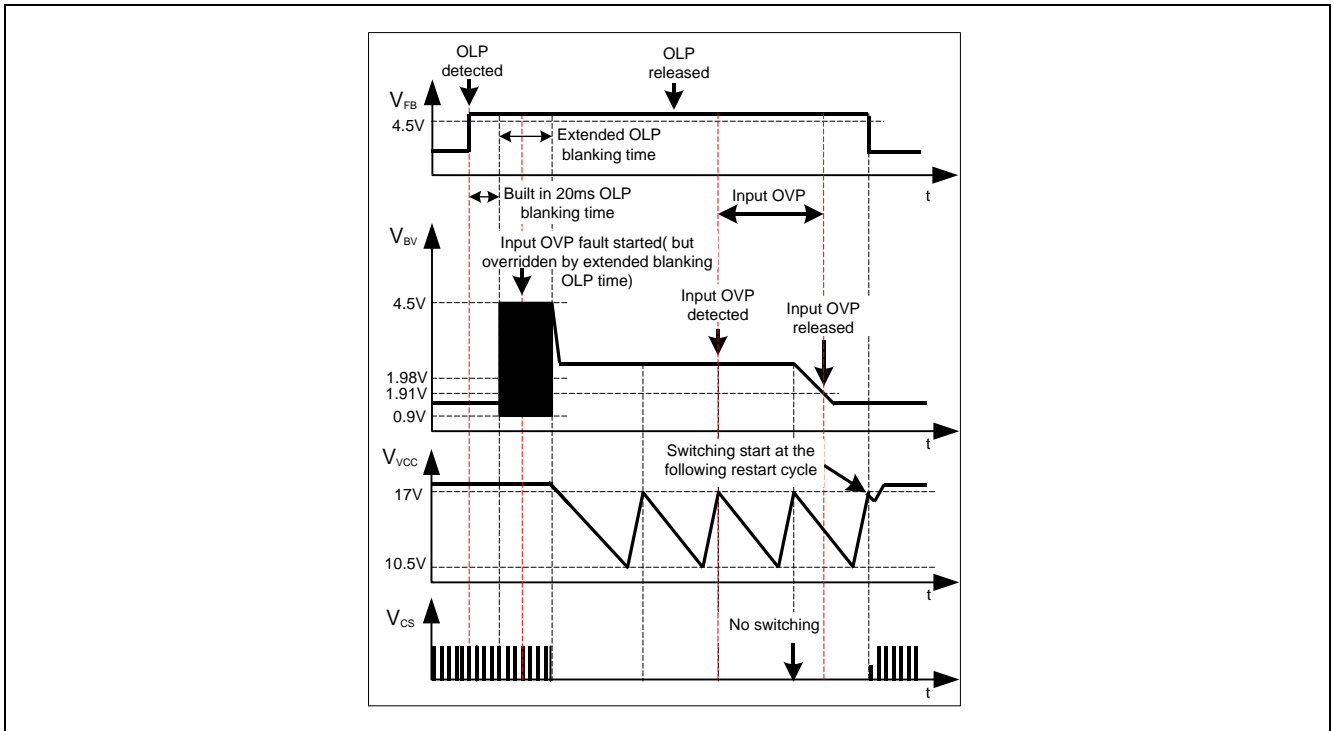 OLP
detected
OLP
released
VFB
4.5V
Extended OLP
blanking time
t
Built in 20ms OLP
blanking time
Input OVP
VBV
Input OVP fault started( but
overridden by extended blanking
OLP time)
4.5V
Input OVP
detected
Input OVP
released
1.98V
1.91V
0.9V
t
VVCC
Switching start at the
following restart cycle
17V
10.5V
t
VCS
No switching
t